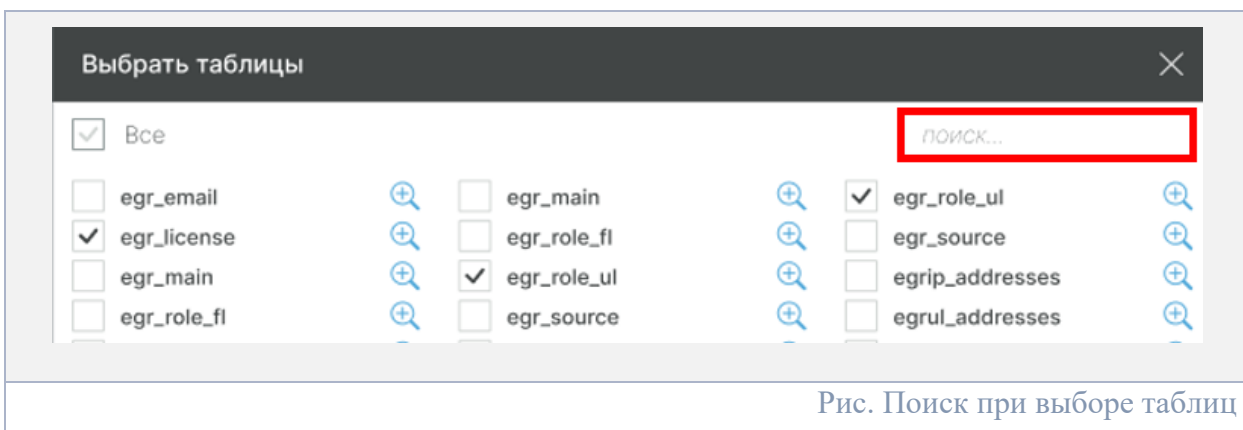 Выбрать таблицы
Все поиск...
egr_email egr_main egr_role_ul
egr_license egr_role_fl egr_source
egr_main egr_role_ul egrip_addresses
egr_role_fl egr_source egrul_addresses
Рис. Поиск при выборе таблиц